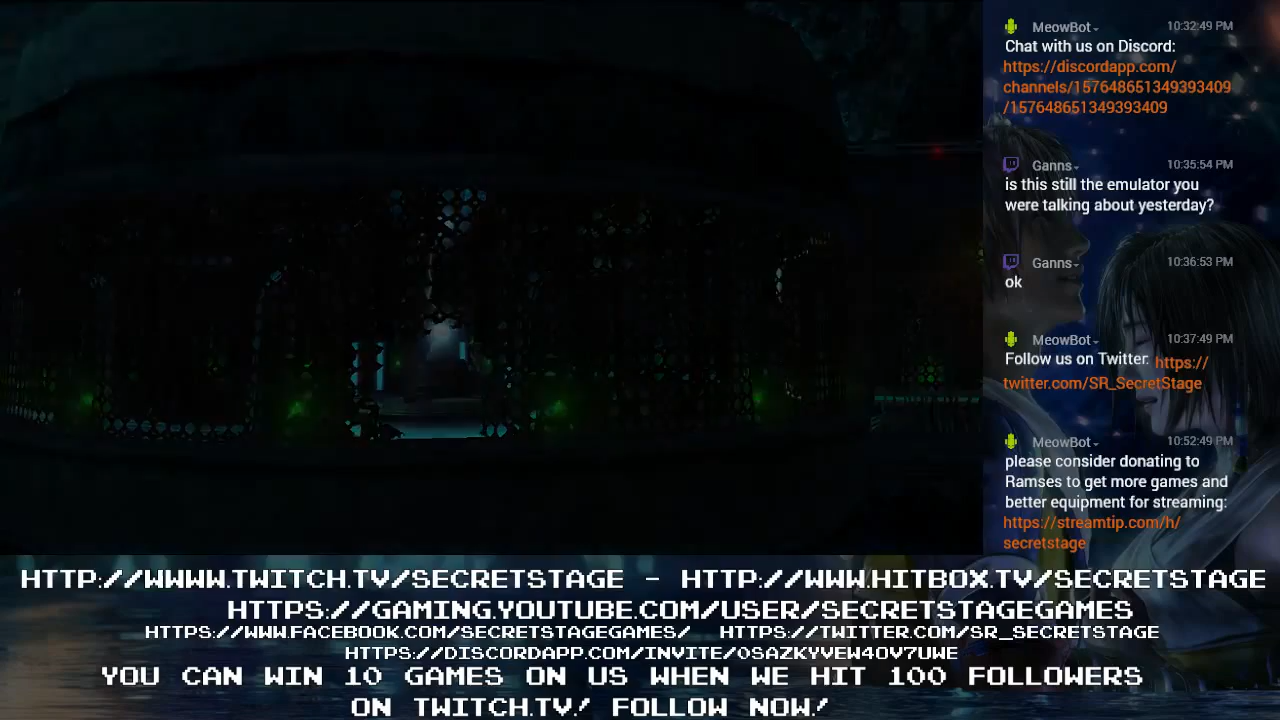 MeowBot 10:32:49 PM
Chat with us on Discord:
https://discordapp.com/
channels/157648651349393409
/157648651349393409
Ganns 10:35:54 PM
is this still the emulator you
were talking about yesterday?
Ganns 10:36:53 PM
ok
MeowBot 10:37:49 PM
Follow us on Twitter: https://
twitter.com/SR_SecretStage
MeowBot 10:52:49 PM
please consider donating to
Ramses to get more games and
better equipment for streaming:
https://streamtip.com/h/
secretstage
HTTP://WWWW.TWITCH.TV/SECRETSTAGE - HTTP://WWW.HITBOX.TV/SECRETSTAGE
HTTPS://GAMING.YOUTUBE.COM/USER/SECRETSTAGEGAMES
HTTPS://WWW.FACEBOOK.COM/SECRETSTAGEGAMES/ HTTPS://TWITTER.COM/SR_SECRETSTAGE
HTTPS://DISCORDAPP.COM/INVITE/0SAZKYVEW4OV7UWE
YOU CAN WIN 10 GAMES ON US WHEN WE HIT 100 FOLLOWERS
ON TWITCH.TV! FOLLOW NOW!